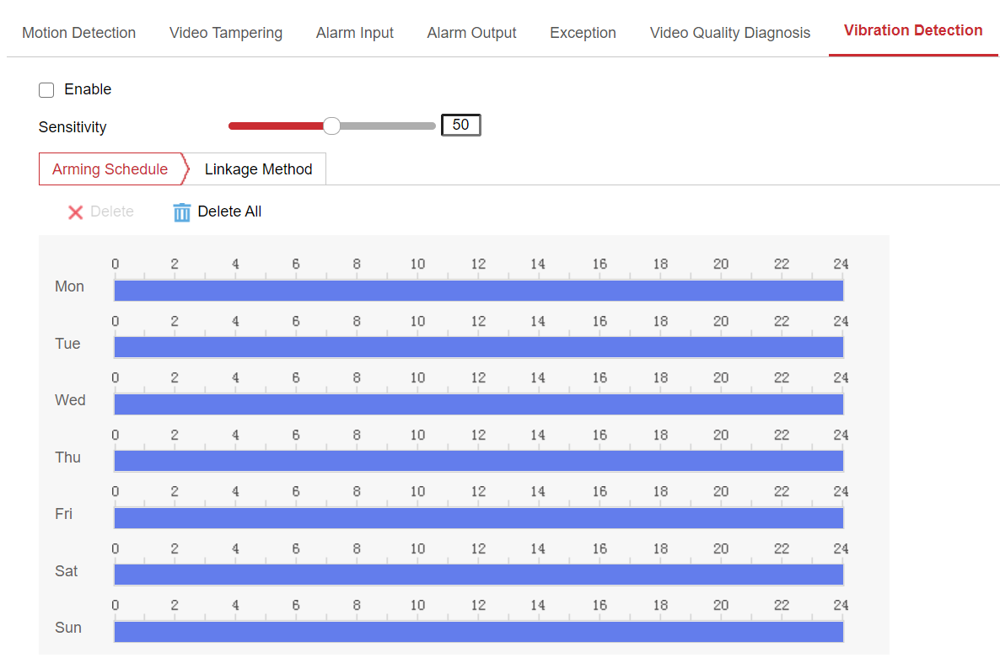 Motion Detection Video Tampering Alarm Input Alarm Output Exception Video Quality Diagnosis Vibration Detection
Enable
Sensitivity 50
Arming Schedule Linkage Method
Delete Delete All
0 2 4 6 8 10 12 14 16 18 20 22 24
Mon
0 2 4 6 8 10 12 14 16 18 20 22 24
Tue
0 2 4 6 8 10 12 14 16 18 20 22 24
Wed
0 2 4 6 8 10 12 14 16 18 20 22 24
Thu
0 2 4 6 8 10 12 14 16 18 20 22 24
Fri
0 2 4 6 8 10 12 14 16 18 20 22 24
Sat
0 2 4 6 8 10 12 14 16 18 20 22 24
Sun